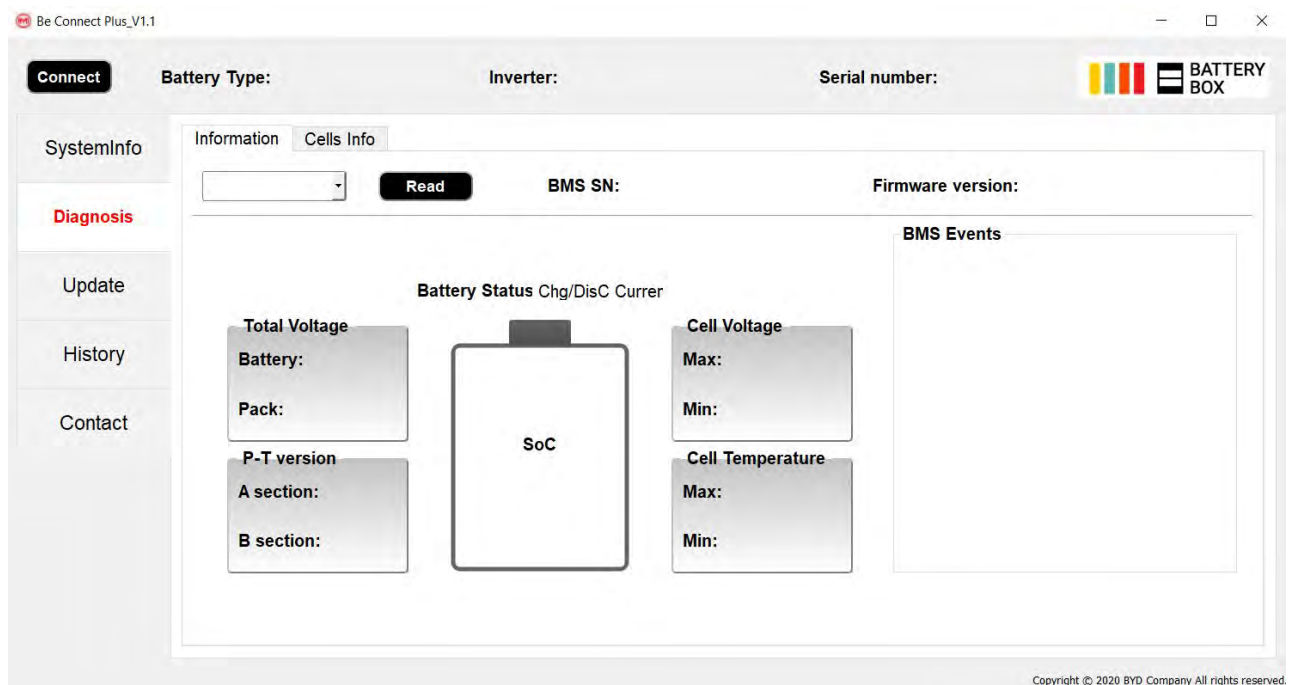 Be Connect Plus_V1.1
Connect
Battery Type:
Inverter:
Serial number:
BATTERY
BOX
SystemInfo
Diagnosis
Update
History
Contact
Information
Cells Info
Read
BMS SN:
Firmware version:
BMS Events
Battery Status Chg/DisC Currer
Total Voltage
Battery:
Pack:
P-T version
A section:
B section:
SoC
Cell Voltage
Max:
Min:
Cell Temperature
Max:
Min:
Copyright © 2020 BYD Company All rights reserved.